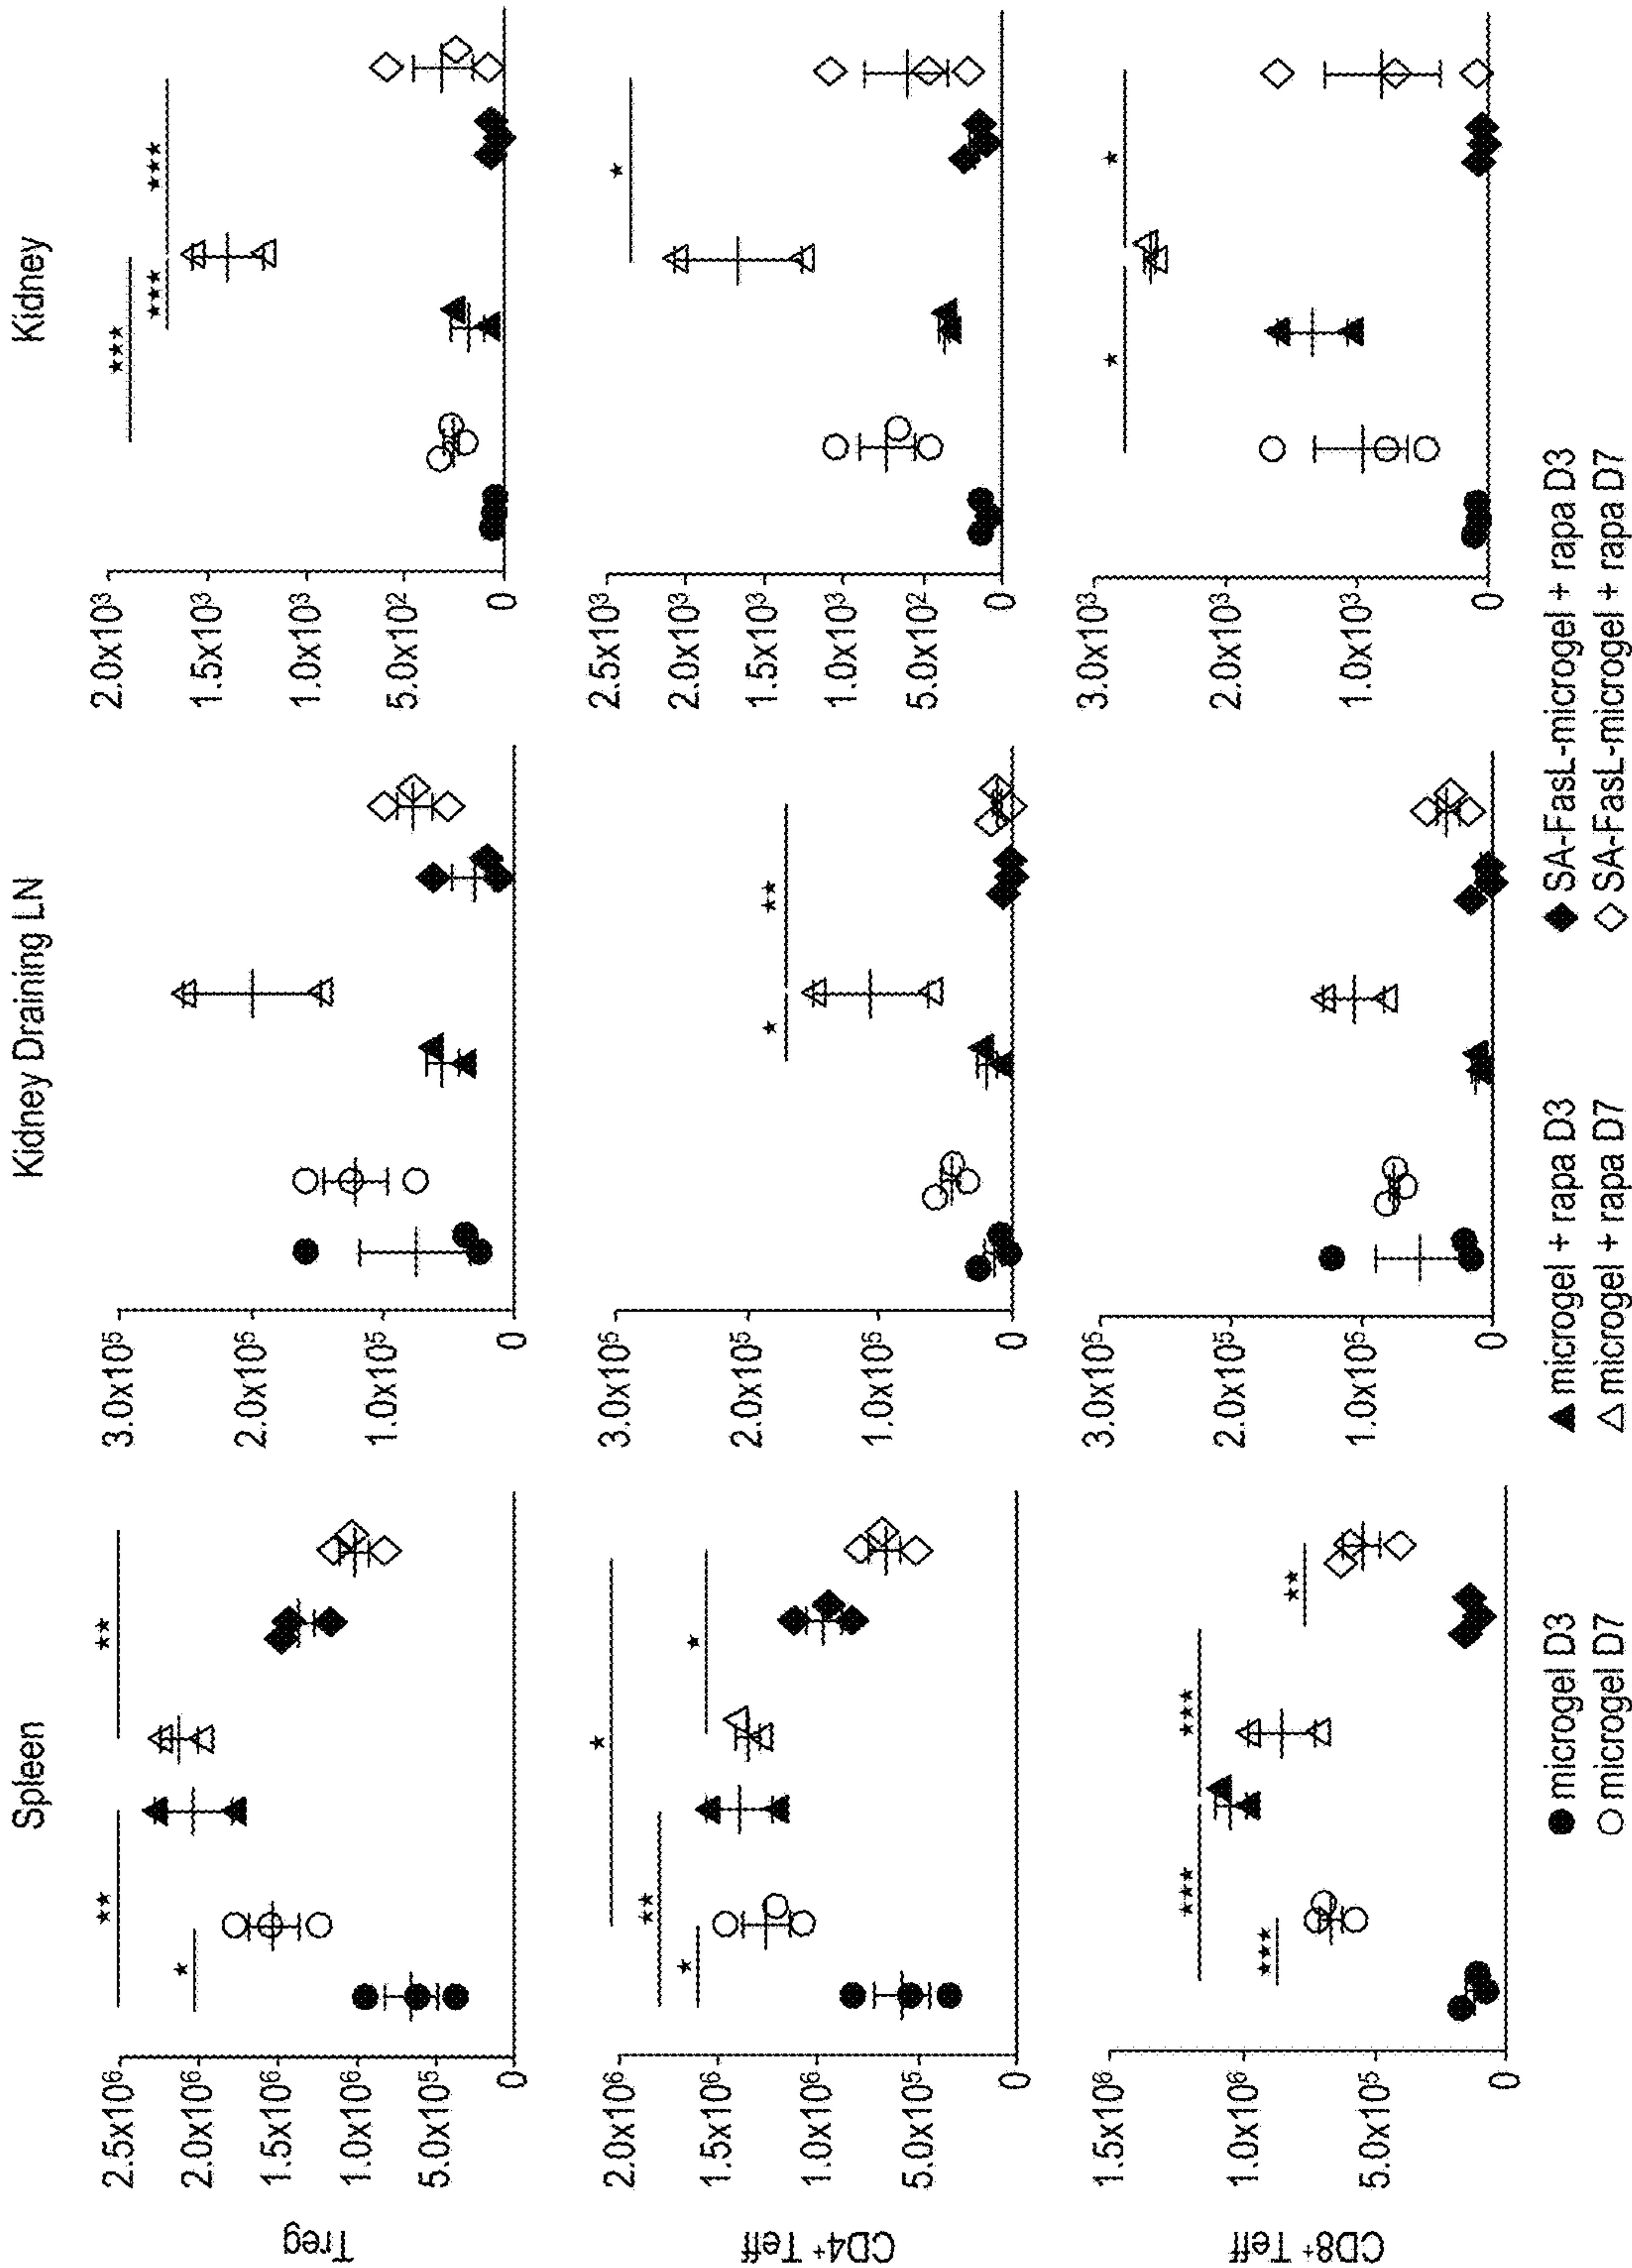 Spleen
Kidney Draining LN
Kidney
Treg
2.5x10⁶
2.0x10⁶
1.5x10⁶
1.0x10⁶
5.0x10⁵
0
** * **
3.0x10⁵
2.0x10⁵
1.0x10⁵
0
2.0x10³
1.5x10³
1.0x10³
5.0x10²
0
*** *** ***
CD4⁺ Teff
2.0x10⁶
1.5x10⁶
1.0x10⁶
5.0x10⁵
0
* ** * *
3.0x10⁵
2.0x10⁵
1.0x10⁵
0
* **
2.5x10³
2.0x10³
1.5x10³
1.0x10³
5.0x10²
0
*
CD8⁺ Teff
1.5x10⁶
1.0x10⁶
5.0x10⁵
0
*** *** *** **
3.0x10⁵
2.0x10⁵
1.0x10⁵
0
3.0x10³
2.0x10³
1.0x10³
0
* *
● microgel D3
▲ microgel + rapa D3
◆ SA-FasL-microgel + rapa D3
○ microgel D7
△ microgel + rapa D7
◇ SA-FasL-microgel + rapa D7